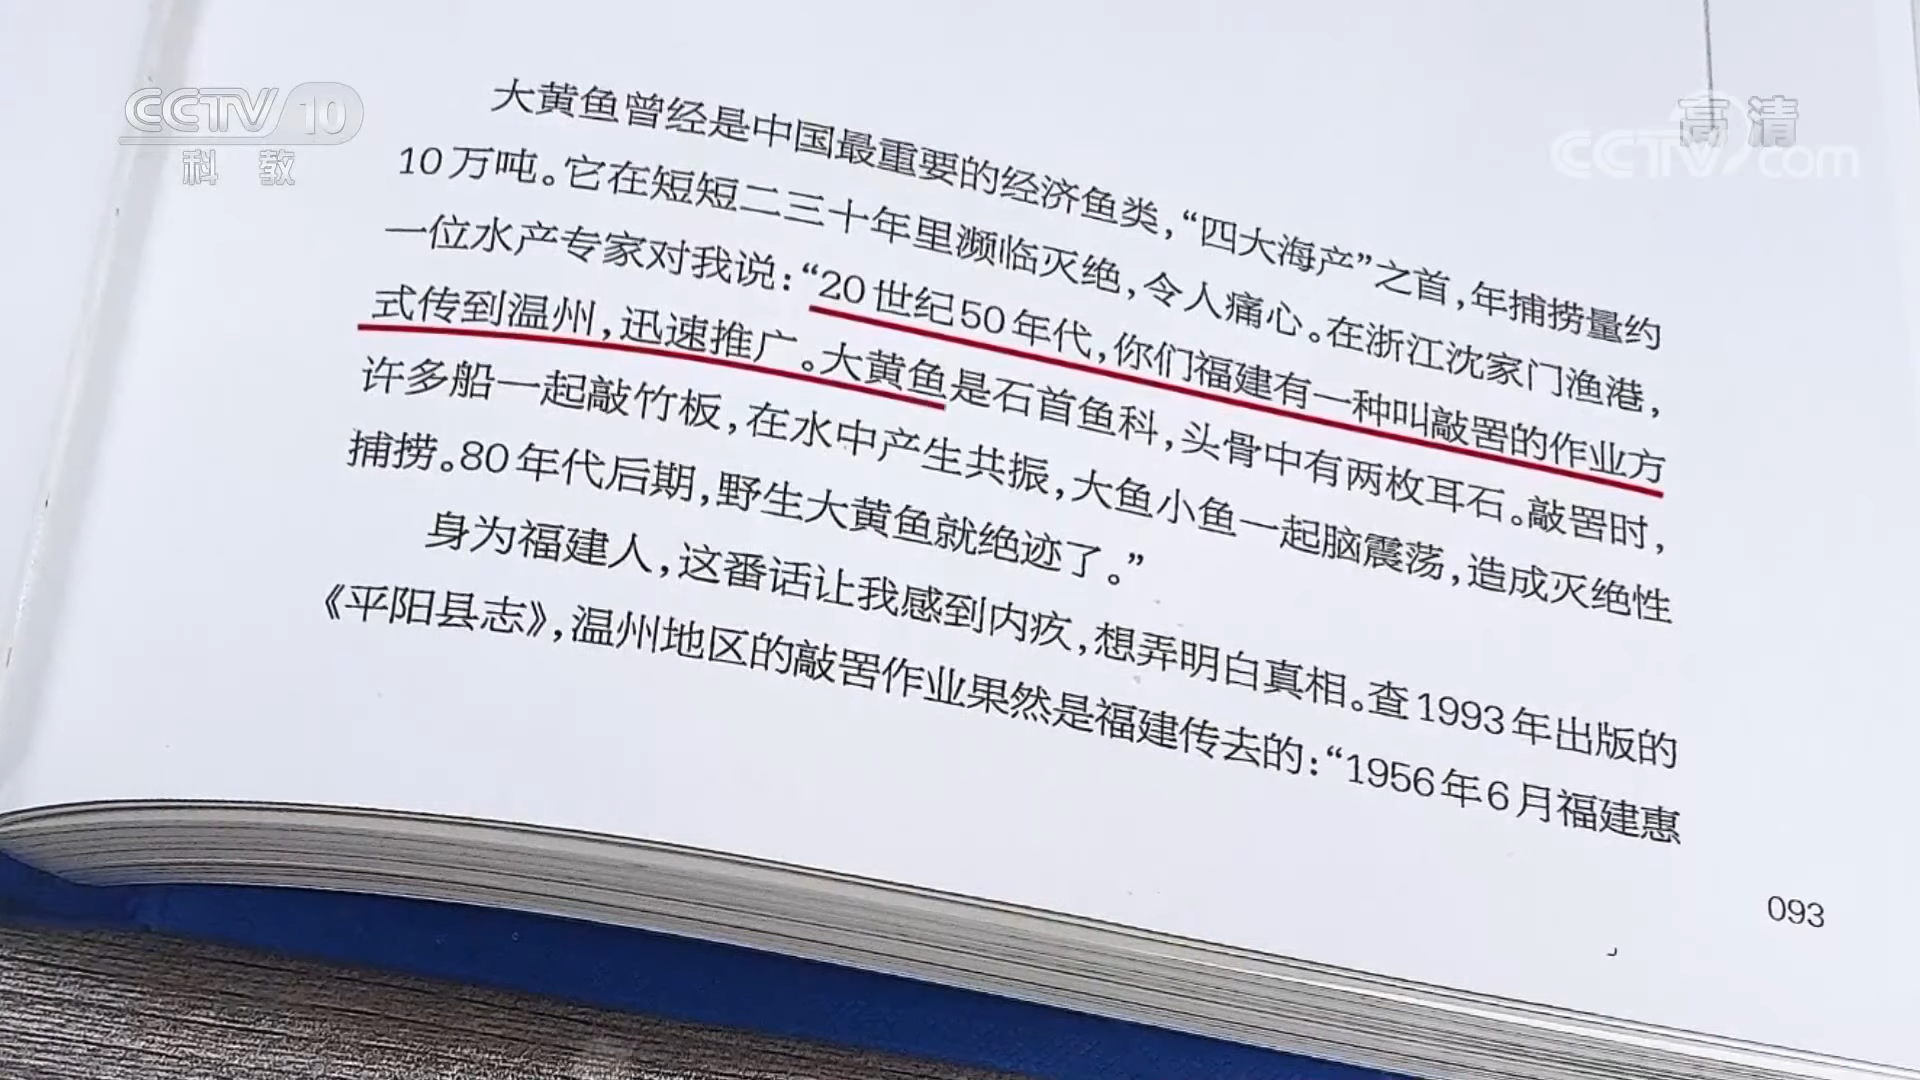 CCTV 10
科教
高清
CCTV.com
大黄鱼曾经是中国最重要的经济鱼类，“四大海产”之首，年捕捞量约
10万吨。它在短短二三十年里濒临灭绝，令人痛心。在浙江沈家门渔港，
一位水产专家对我说：“20世纪50年代，你们福建有一种叫敲罟的作业方
式传到温州，迅速推广。大黄鱼是石首鱼科，头骨中有两枚耳石。敲罟时，
许多船一起敲竹板，在水中产生共振，大鱼小鱼一起脑震荡，造成灭绝性
捕捞。80年代后期，野生大黄鱼就绝迹了。”
身为福建人，这番话让我感到内疚，想弄明白真相。查1993年出版的
《平阳县志》，温州地区的敲罟作业果然是福建传去的：“1956年6月福建惠
093